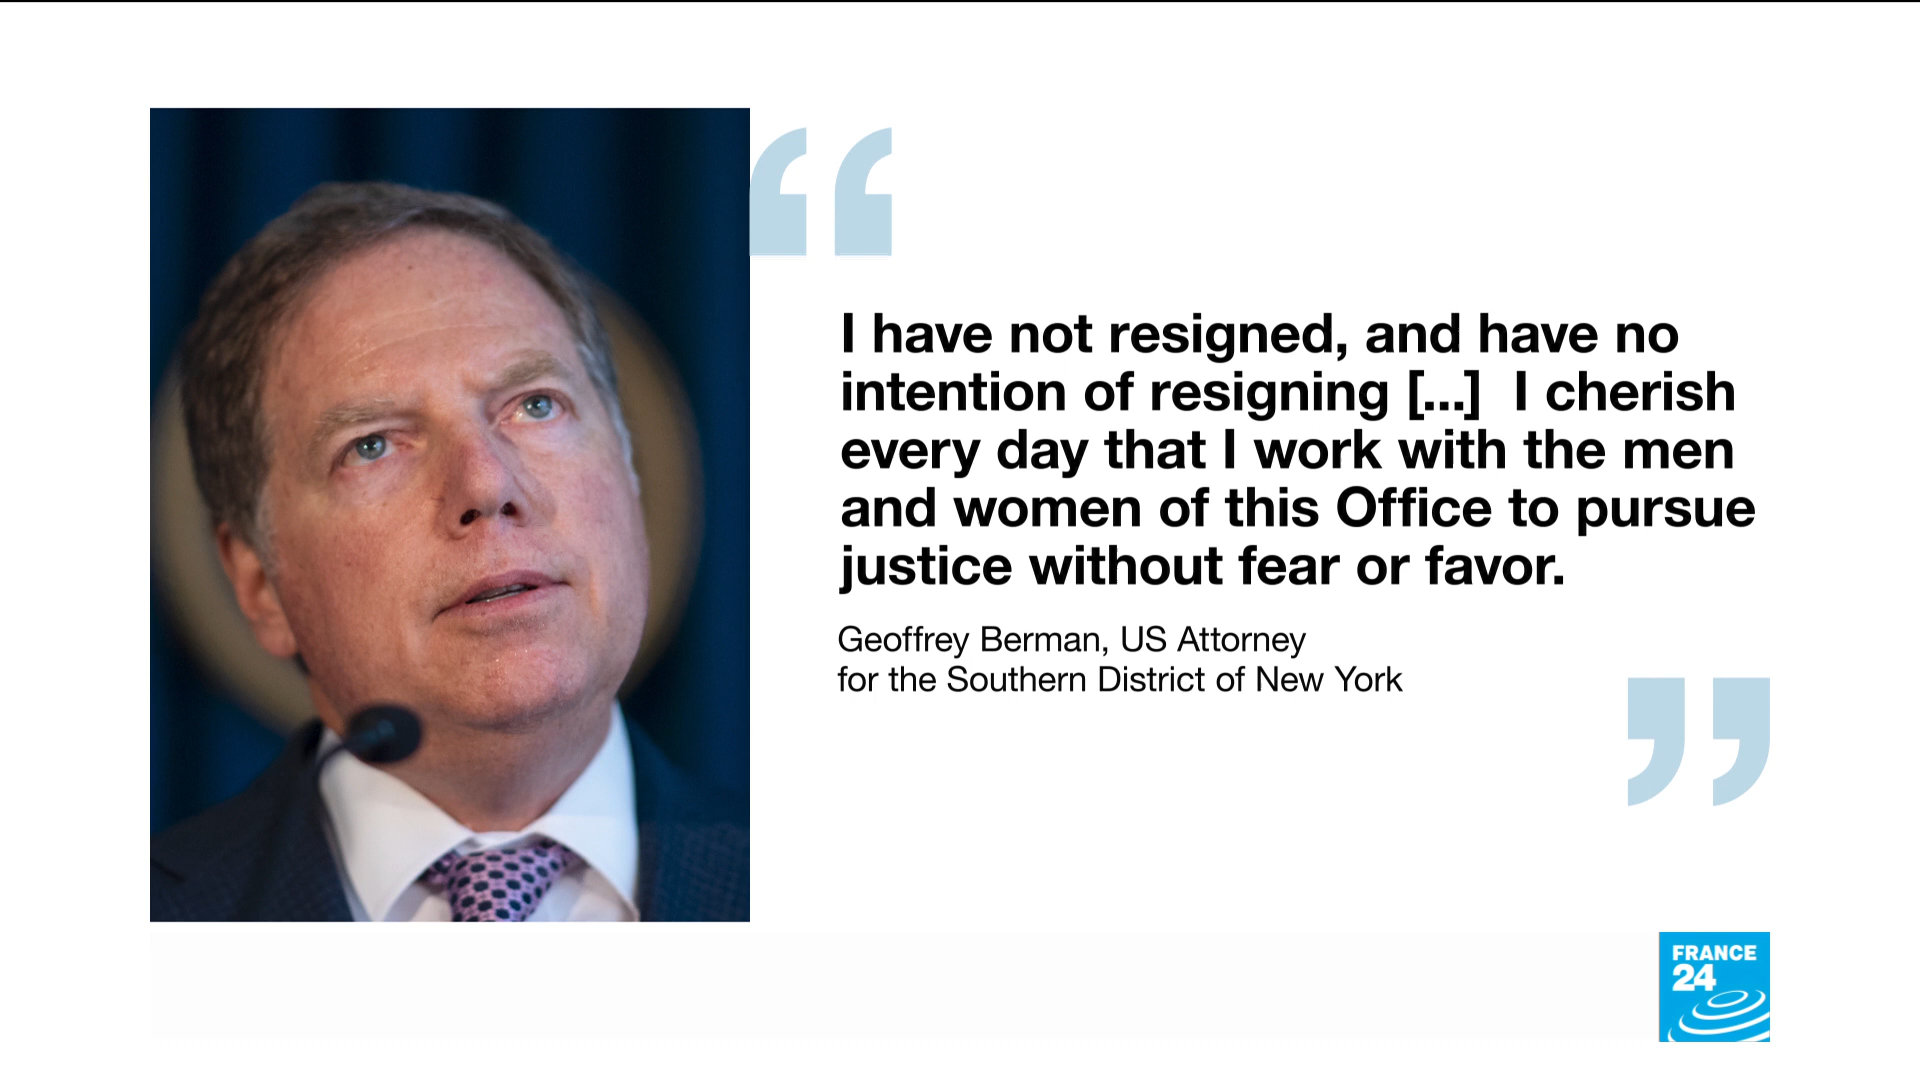 I have not resigned, and have no
intention of resigning [...]  I cherish
every day that I work with the men
and women of this Office to pursue
justice without fear or favor.
Geoffrey Berman, US Attorney
for the Southern District of New York
FRANCE
24